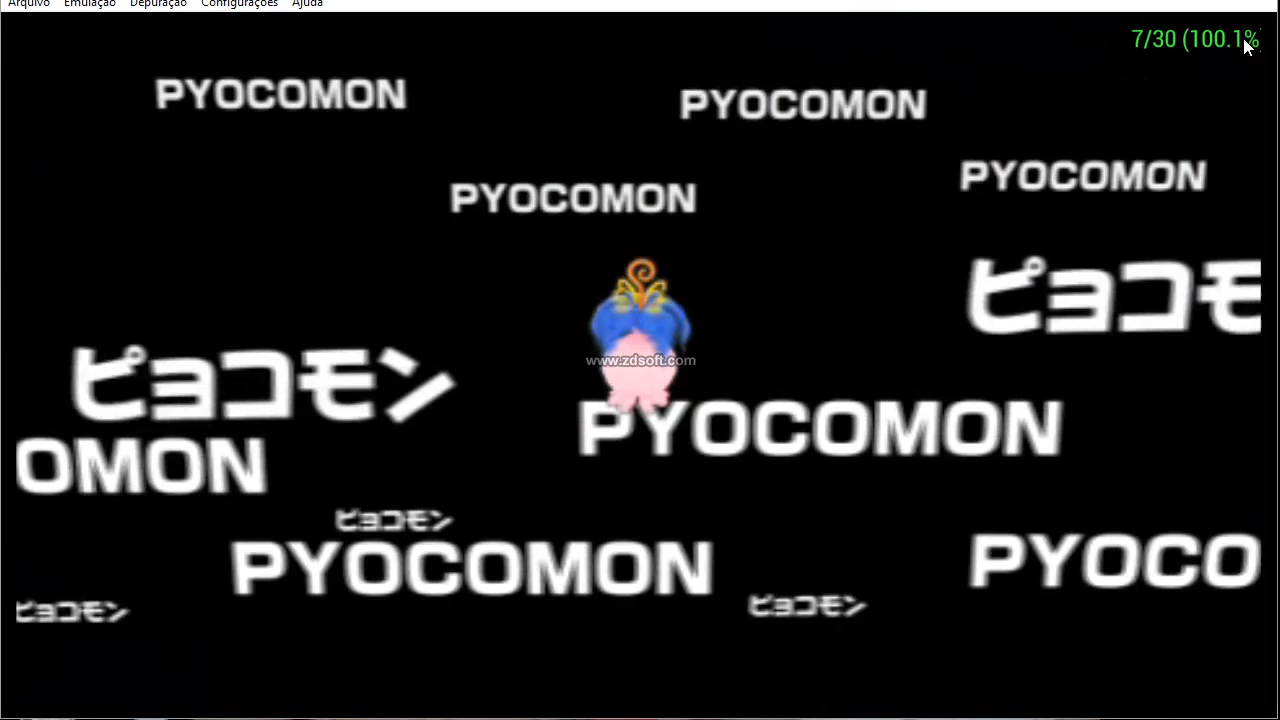 Arquivo Emulação Depuração Configurações Ajuda
7/30 (100.1%
PYOCOMON
PYOCOMON
PYOCOMON
PYOCOMON
ピョコモ
ピョコモン
www.zdsoft.com
PYOCOMON
OMON
ピョコモン
PYOCOMON
PYOCO
ピョコモン
ピョコモン